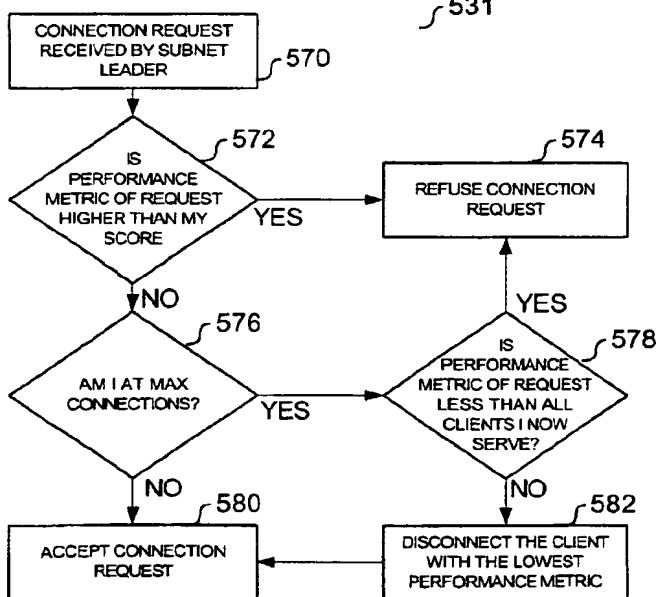 531
CONNECTION REQUEST
RECEIVED BY SUBNET
LEADER
570
572
IS
PERFORMANCE
METRIC OF REQUEST
HIGHER THAN MY
SCORE
YES
574
REFUSE CONNECTION
REQUEST
NO
576
AM I AT MAX
CONNECTIONS?
YES
YES
578
IS
PERFORMANCE
METRIC OF REQUEST
LESS THAN ALL
CLIENTS I NOW
SERVE?
NO
580
ACCEPT CONNECTION
REQUEST
NO
582
DISCONNECT THE CLIENT
WITH THE LOWEST
PERFORMANCE METRIC